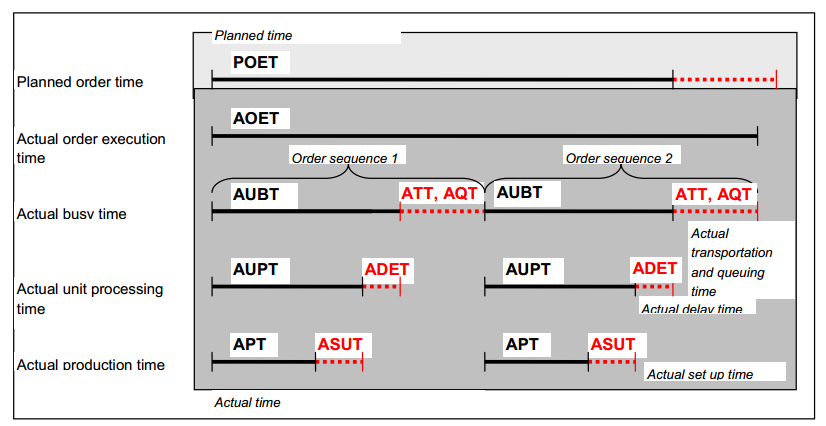 Planned time
POET
Planned order time
AOET
Actual order execution
time
Order sequence 1
Order sequence 2
AUBT
ATT, AQT
AUBT
ATT, AQT
Actual busy time
Actual
transportation
and queuing
time
AUPT
ADET
AUPT
ADET
Actual unit processing
time
Actual delay time
APT
ASUT
APT
ASUT
Actual production time
Actual set up time
Actual time